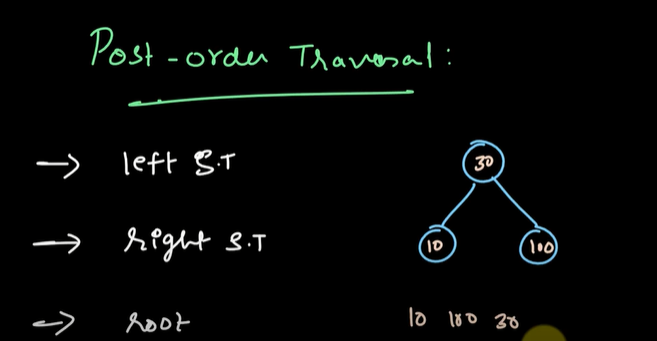 Post-order Traversal:
→ left S.T
30
→ right S.T
10 100
→ root
10 100 30